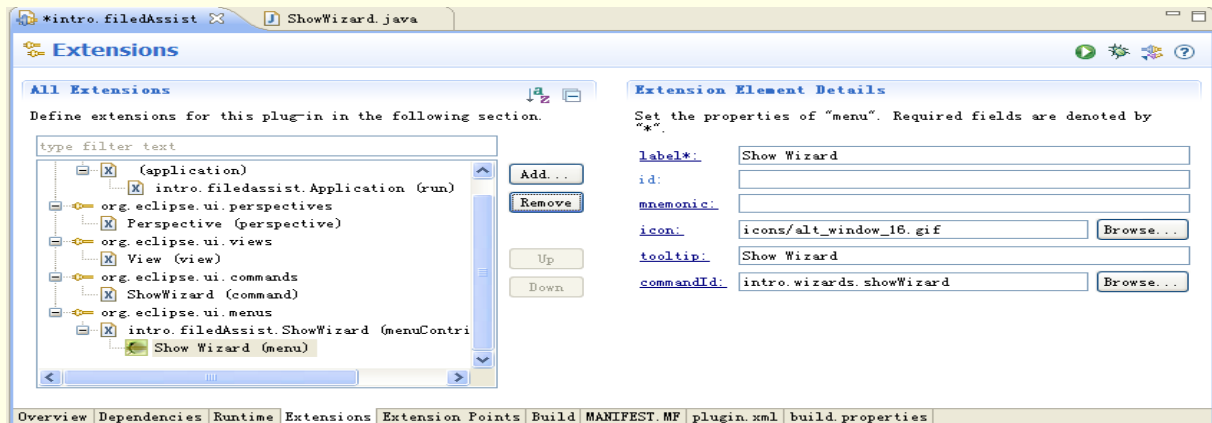 *intro.filedAssist ShowWizard.java
Extensions
All Extensions
Define extensions for this plug-in in the following section.
type filter text
(application)
intro.filedassist.Application (run)
org.eclipse.ui.perspectives
Perspective (perspective)
org.eclipse.ui.views
View (view)
org.eclipse.ui.commands
ShowWizard (command)
org.eclipse.ui.menus
intro.filedAssist.ShowWizard (menuContri
Show Wizard (menu)
Add...
Remove
Up
Down
Extension Element Details
Set the properties of "menu". Required fields are denoted by
"*".
label*: Show Wizard
id:
mnemonic:
icon: icons/alt_window_16.gif Browse...
tooltip: Show Wizard
commandId: intro.wizards.showWizard Browse...
Overview Dependencies Runtime Extensions Extension Points Build MANIFEST.MF plugin.xml build.properties